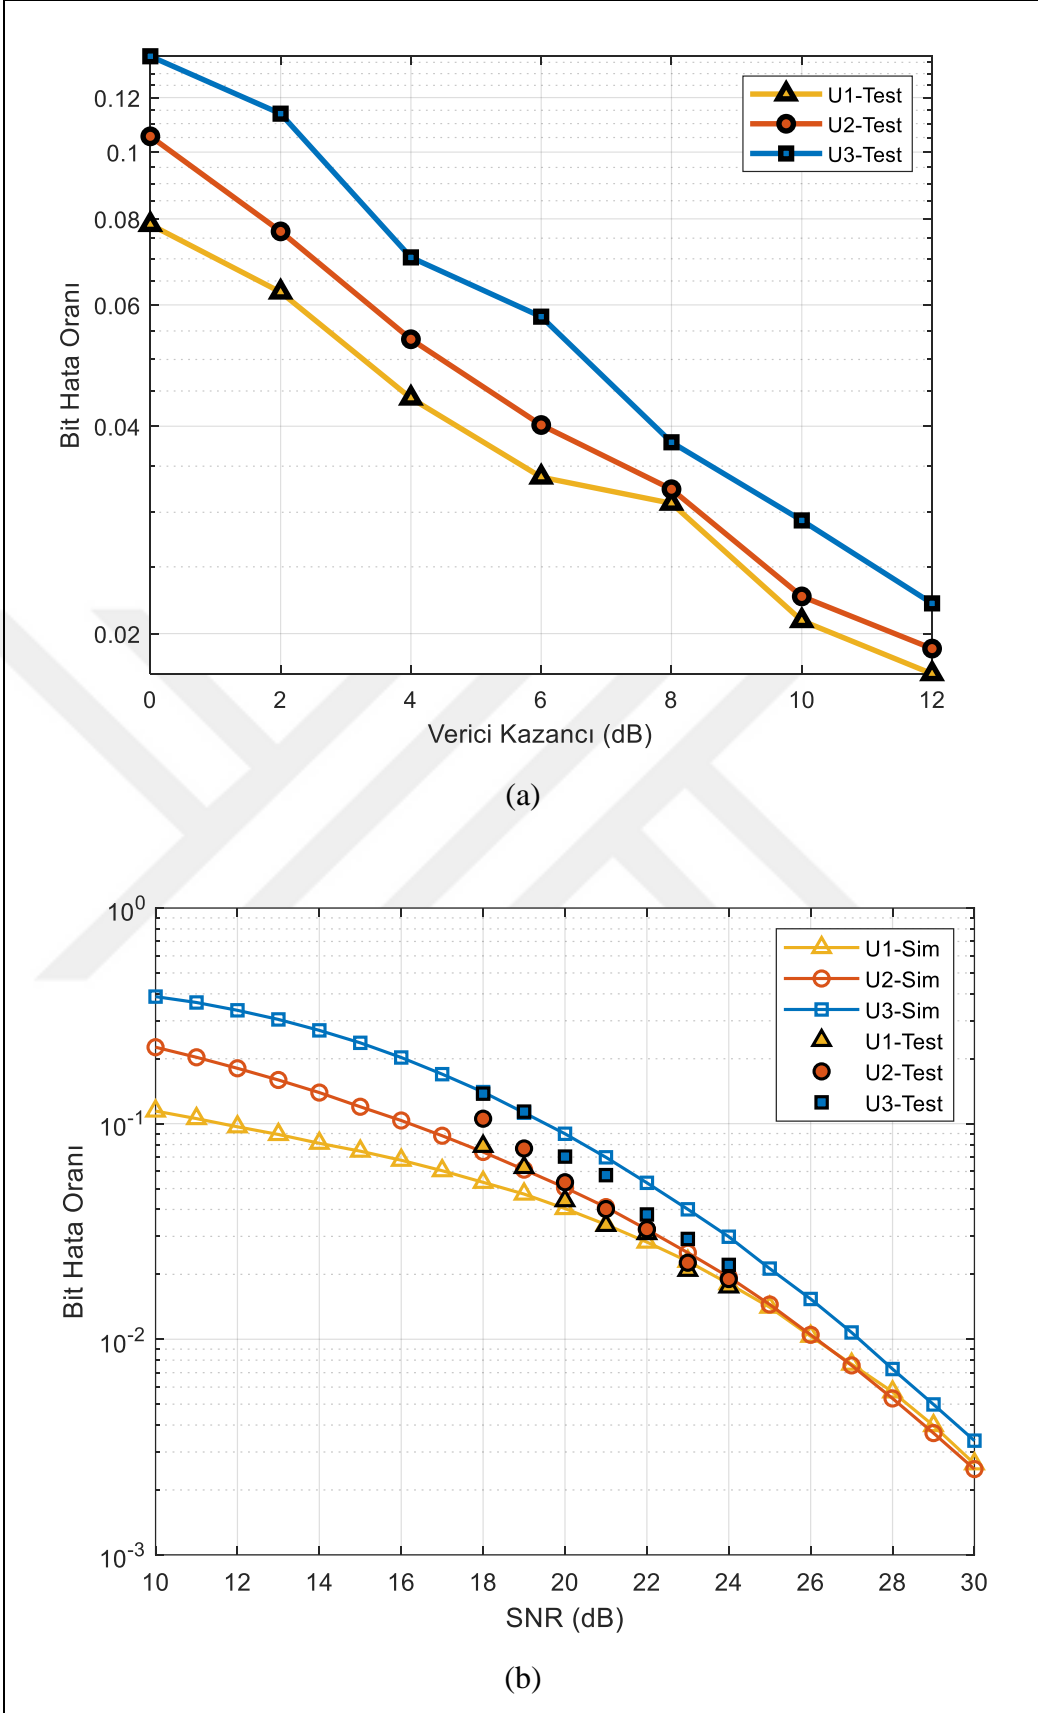 0.12
0.1
0.08
0.06
0.04
0.02
Bit Hata Oranı
U1-Test
U2-Test
U3-Test
0 2 4 6 8 10 12
Verici Kazancı (dB)
(a)
10^0
10^-1
10^-2
10^-3
Bit Hata Oranı
U1-Sim
U2-Sim
U3-Sim
U1-Test
U2-Test
U3-Test
10 12 14 16 18 20 22 24 26 28 30
SNR (dB)
(b)